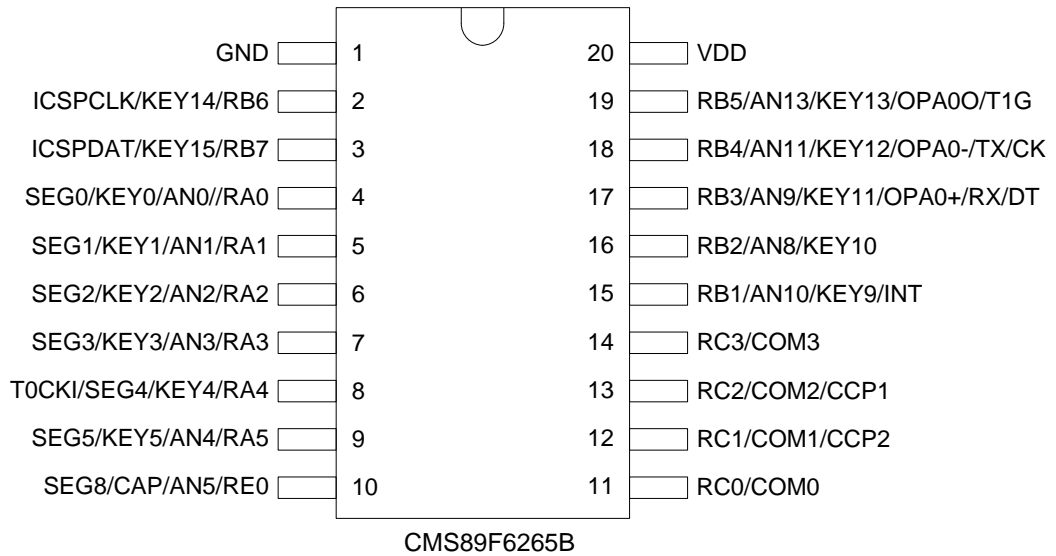 GND 1 20 VDD
ICSPCLK/KEY14/RB6 2 19 RB5/AN13/KEY13/OPA0O/T1G
ICSPDAT/KEY15/RB7 3 18 RB4/AN11/KEY12/OPA0-/TX/CK
SEG0/KEY0/AN0//RA0 4 17 RB3/AN9/KEY11/OPA0+/RX/DT
SEG1/KEY1/AN1/RA1 5 16 RB2/AN8/KEY10
SEG2/KEY2/AN2/RA2 6 15 RB1/AN10/KEY9/INT
SEG3/KEY3/AN3/RA3 7 14 RC3/COM3
T0CKI/SEG4/KEY4/RA4 8 13 RC2/COM2/CCP1
SEG5/KEY5/AN4/RA5 9 12 RC1/COM1/CCP2
SEG8/CAP/AN5/RE0 10 11 RC0/COM0
CMS89F6265B